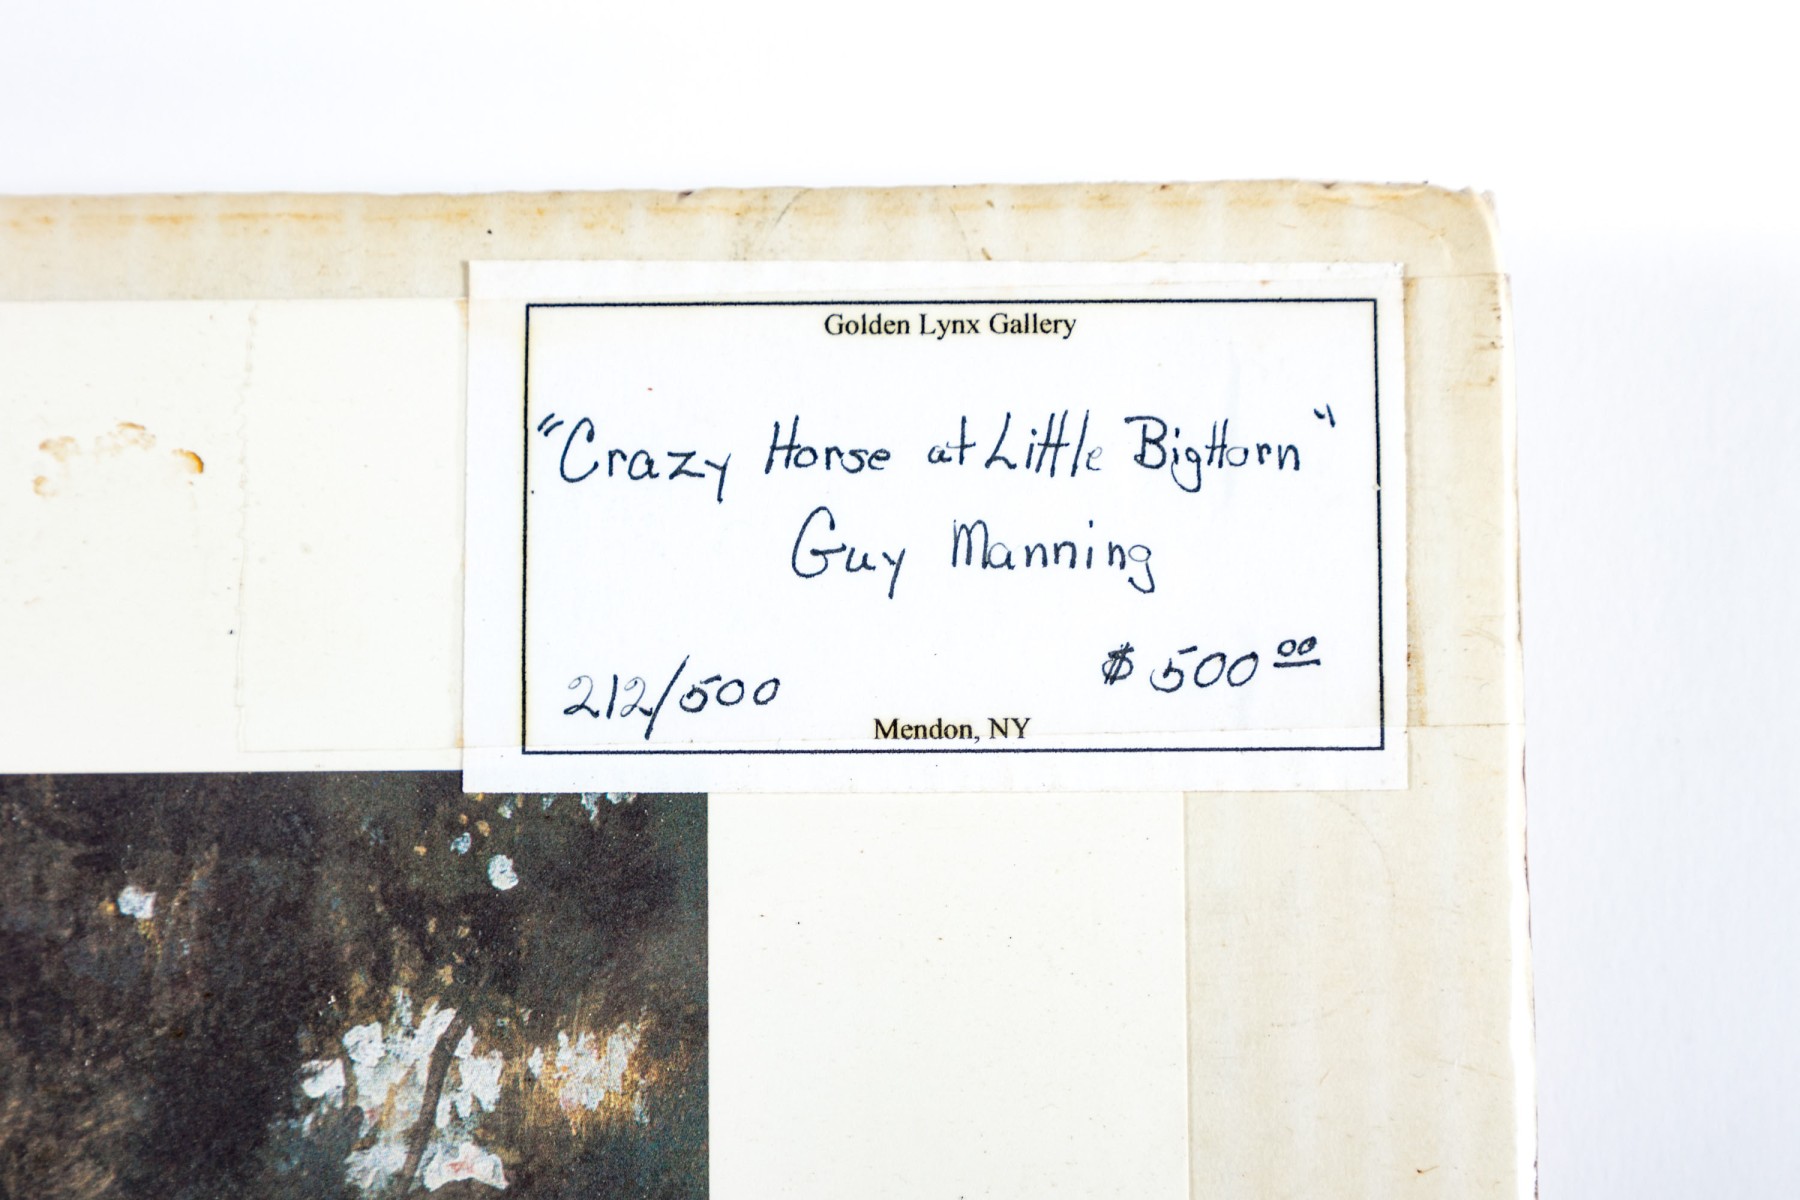 Golden Lynx Gallery
"Crazy Horse at Little BigHorn"
Guy Manning
212/500
$500.00
Mendon, NY